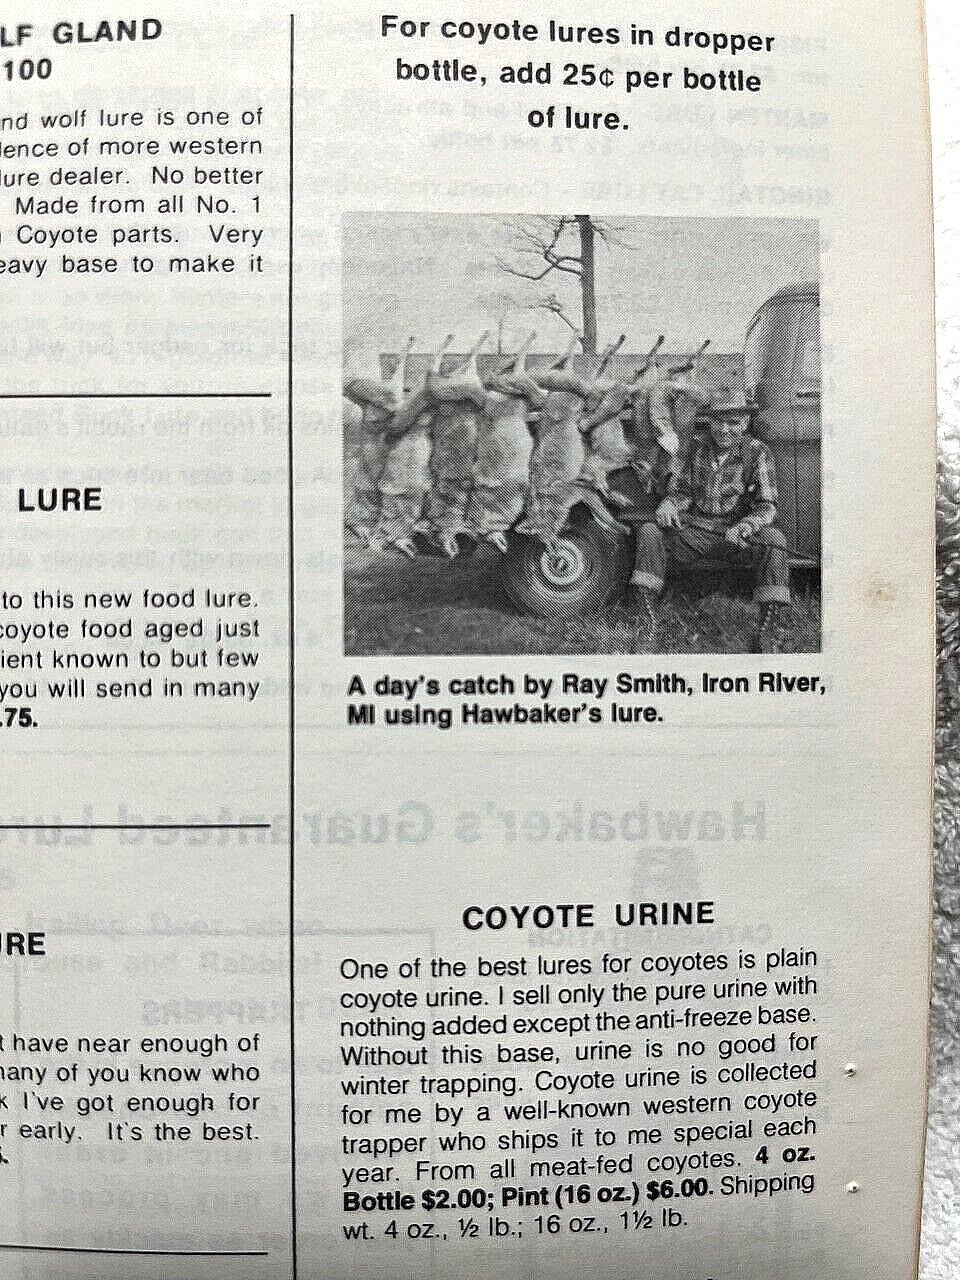 LF GLAND
100
nd wolf lure is one of
lence of more western
lure dealer. No better
Made from all No. 1
Coyote parts. Very
eavy base to make it
LURE
to this new food lure.
coyote food aged just
ient known to but few
you will send in many
.75.
URE
t have near enough of
many of you know who
k I've got enough for
r early. It's the best.
For coyote lures in dropper
bottle, add 25¢ per bottle
of lure.
A day's catch by Ray Smith, Iron River,
MI using Hawbaker's lure.
Hawbaker's Guaranteed Lure
COYOTE URINE
One of the best lures for coyotes is plain
coyote urine. I sell only the pure urine with
nothing added except the anti-freeze base.
Without this base, urine is no good for
winter trapping. Coyote urine is collected
for me by a well-known western coyote
trapper who ships it to me special each
year. From all meat-fed coyotes. 4 oz.
Bottle $2.00; Pint (16 oz.) $6.00. Shipping
wt. 4 oz., ½ lb.; 16 oz., 1½ lb.